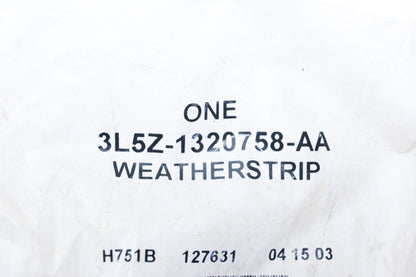 ONE
3L5Z-1320758-AA
WEATHERSTRIP
H751B 127631 04 15 03